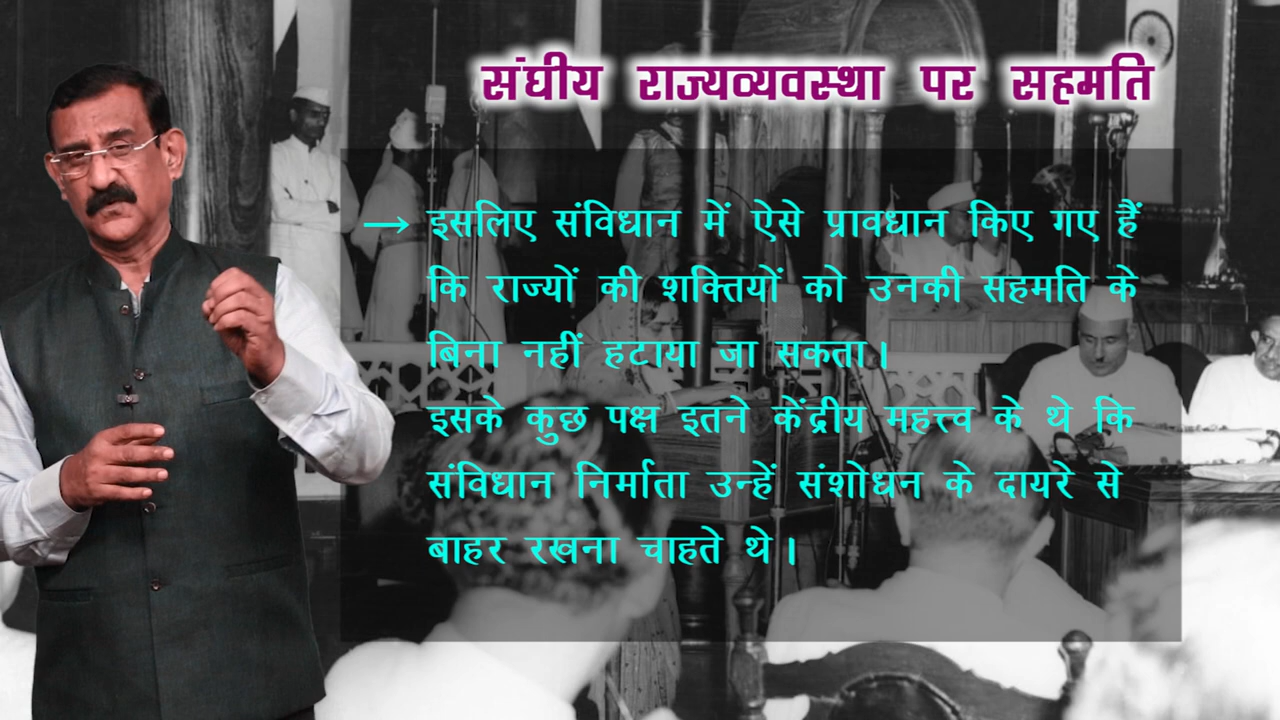 संघीय राज्यव्यवस्था पर सहमति
→ इसलिए संविधान में ऐसे प्रावधान किए गए हैं
कि राज्यों की शक्तियों को उनकी सहमति के
बिना नहीं हटाया जा सकता।
इसके कुछ पक्ष इतने केंद्रीय महत्त्व के थे कि
संविधान निर्माता उन्हें संशोधन के दायरे से
बाहर रखना चाहते थे।